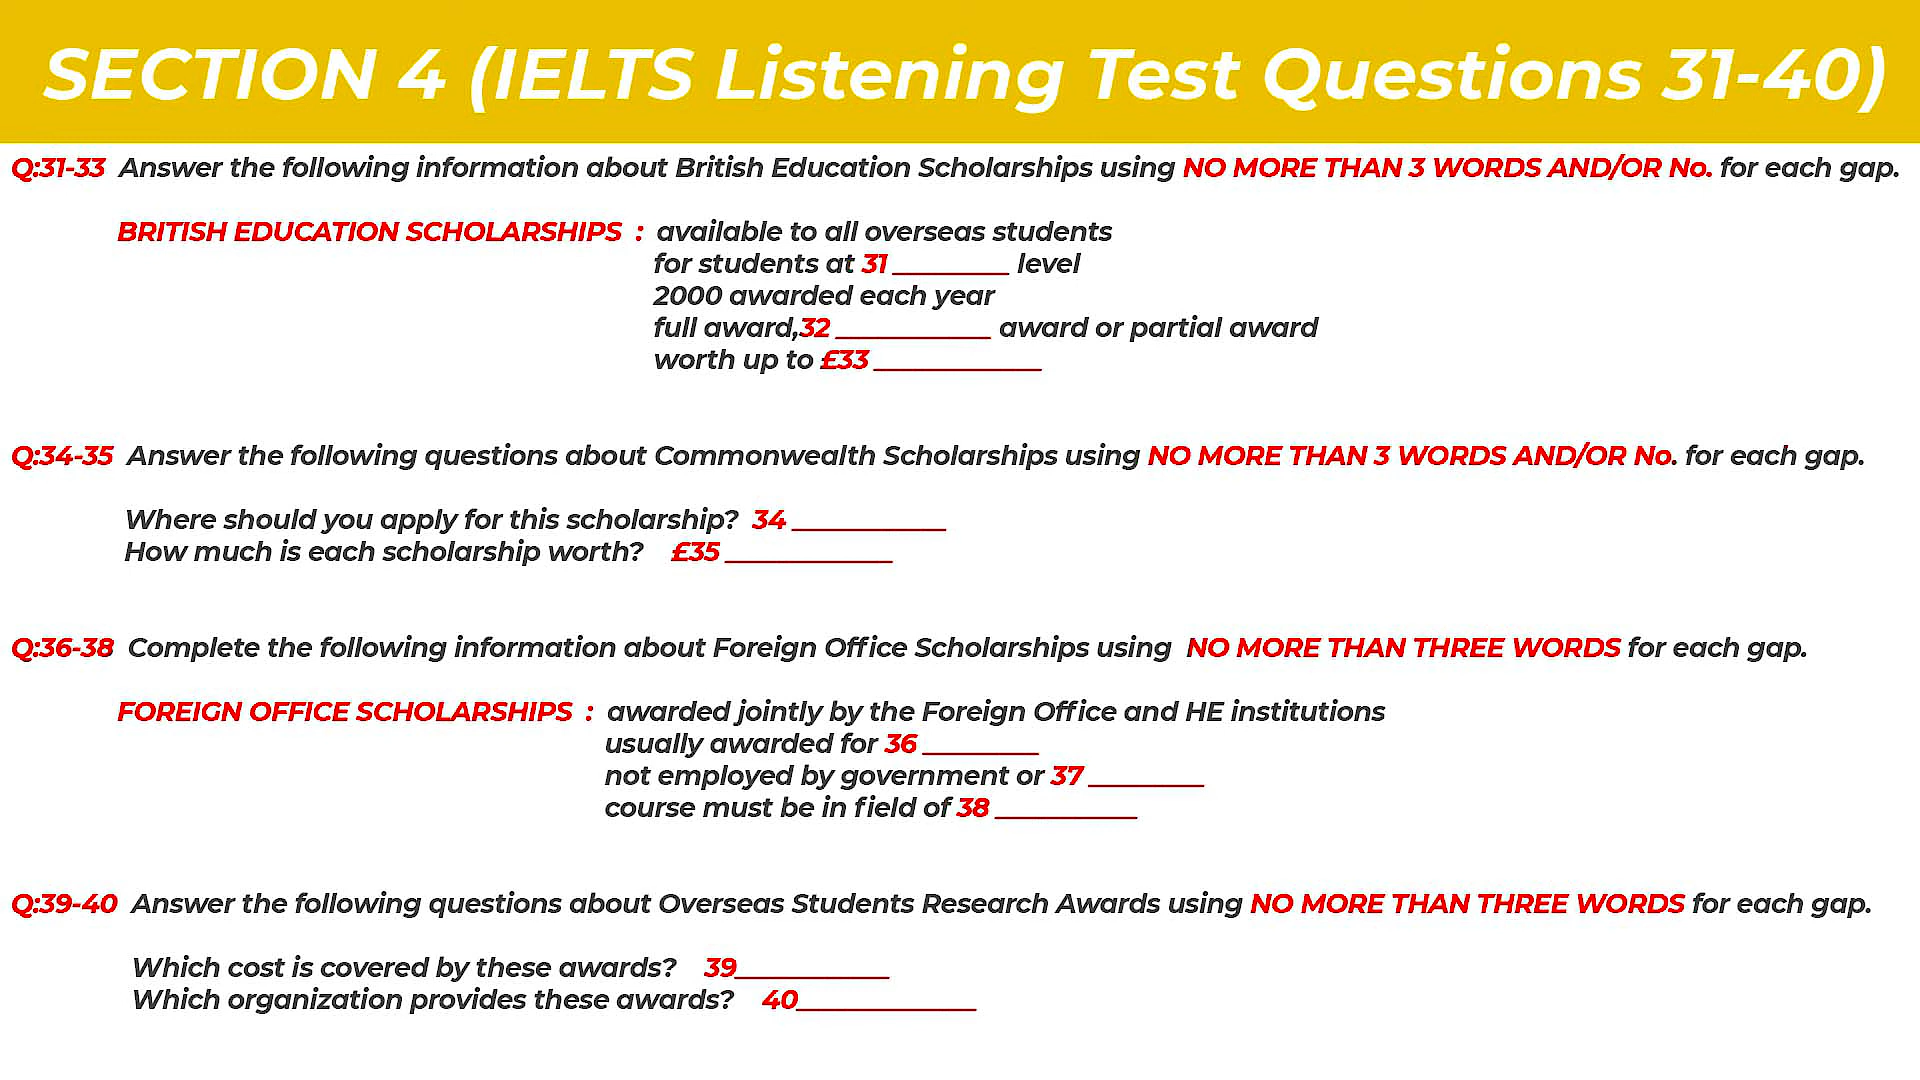 SECTION 4 (IELTS Listening Test Questions 31-40)
Q:31-33 Answer the following information about British Education Scholarships using NO MORE THAN 3 WORDS AND/OR No. for each gap.
BRITISH EDUCATION SCHOLARSHIPS : available to all overseas students
for students at 31 ________ level
2000 awarded each year
full award,32 ___________ award or partial award
worth up to £33 ____________
Q:34-35 Answer the following questions about Commonwealth Scholarships using NO MORE THAN 3 WORDS AND/OR No. for each gap.
Where should you apply for this scholarship? 34 ___________
How much is each scholarship worth? £35 ____________
Q:36-38 Complete the following information about Foreign Office Scholarships using NO MORE THAN THREE WORDS for each gap.
FOREIGN OFFICE SCHOLARSHIPS : awarded jointly by the Foreign Office and HE institutions
usually awarded for 36 ________
not employed by government or 37 ________
course must be in field of 38 __________
Q:39-40 Answer the following questions about Overseas Students Research Awards using NO MORE THAN THREE WORDS for each gap.
Which cost is covered by these awards? 39___________
Which organization provides these awards? 40_____________